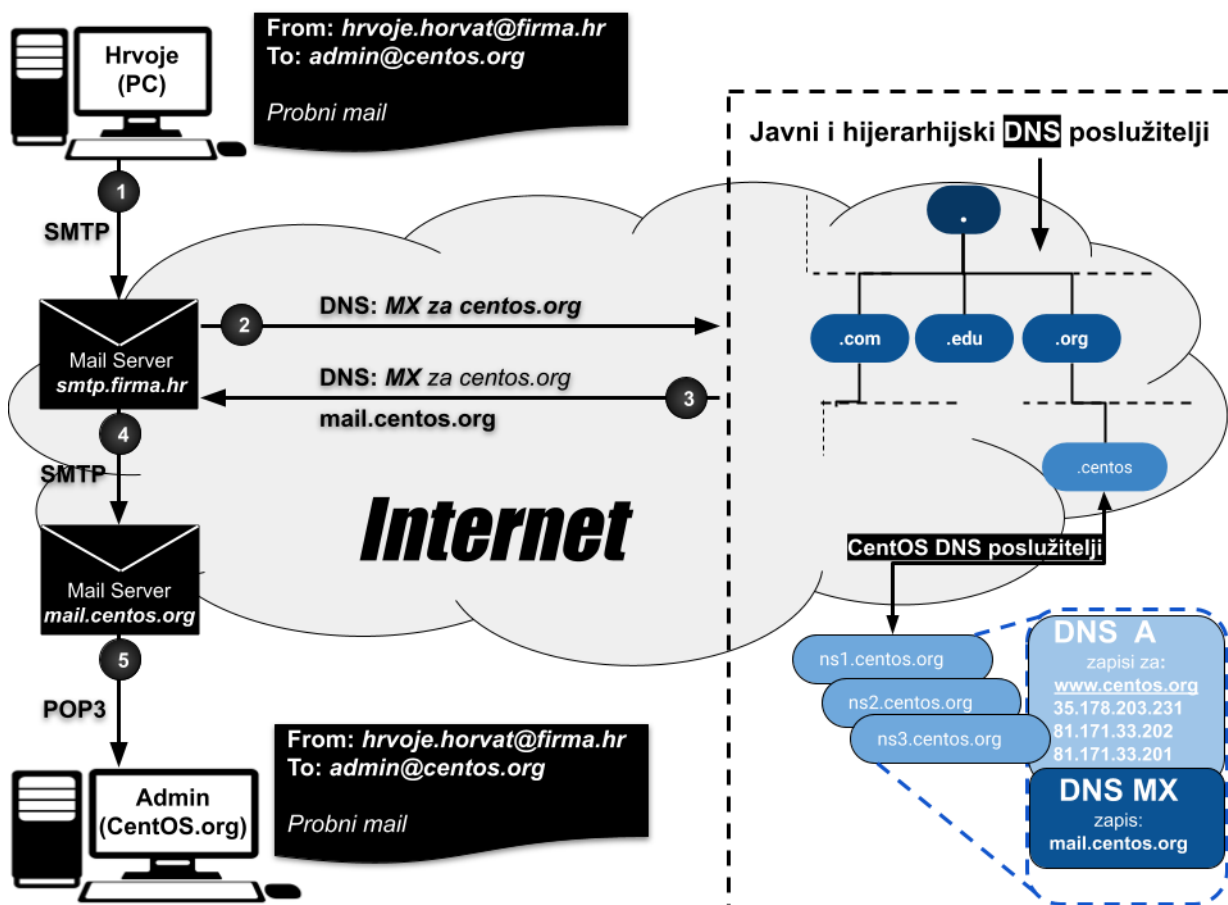 Hrvoje
(PC)
From: hrvoje.horvat@firma.hr
To: admin@centos.org
Probni mail
1
SMTP
Mail Server
smtp.firma.hr
2
DNS: MX za centos.org
DNS: MX za centos.org
3
mail.centos.org
4
SMTP
Internet
Mail Server
mail.centos.org
5
POP3
Admin
(CentOS.org)
From: hrvoje.horvat@firma.hr
To: admin@centos.org
Probni mail
Javni i hijerarhijski DNS poslužitelji
.
.com
.edu
.org
.centos
CentOS DNS poslužitelji
ns1.centos.org
ns2.centos.org
ns3.centos.org
DNS A
zapisi za:
www.centos.org
35.178.203.231
81.171.33.202
81.171.33.201
DNS MX
zapis:
mail.centos.org